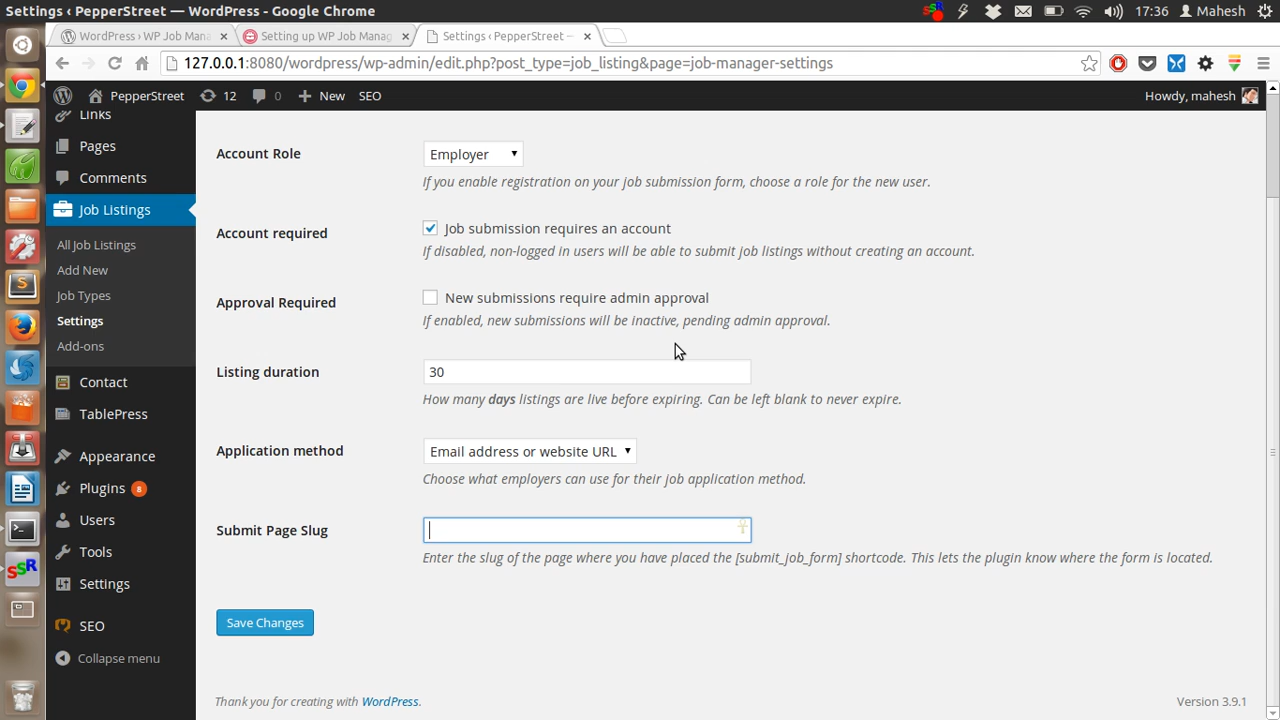 Settings ‹ PepperStreet — WordPress - Google Chrome
17:36 Mahesh
WordPress › WP Job Mana
Setting up WP Job Manag
Settings ‹ PepperStreet —
127.0.0.1:8080/wordpress/wp-admin/edit.php?post_type=job_listing&page=job-manager-settings
PepperStreet 12 0 New SEO Howdy, mahesh
Links
Pages
Comments
Job Listings
All Job Listings
Add New
Job Types
Settings
Add-ons
Contact
TablePress
Appearance
Plugins 8
Users
Tools
Settings
SEO
Collapse menu
Account Role Employer
If you enable registration on your job submission form, choose a role for the new user.
Account required Job submission requires an account
If disabled, non-logged in users will be able to submit job listings without creating an account.
Approval Required New submissions require admin approval
If enabled, new submissions will be inactive, pending admin approval.
Listing duration 30
How many days listings are live before expiring. Can be left blank to never expire.
Application method Email address or website URL
Choose what employers can use for their job application method.
Submit Page Slug
Enter the slug of the page where you have placed the [submit_job_form] shortcode. This lets the plugin know where the form is located.
Save Changes
Thank you for creating with WordPress. Version 3.9.1